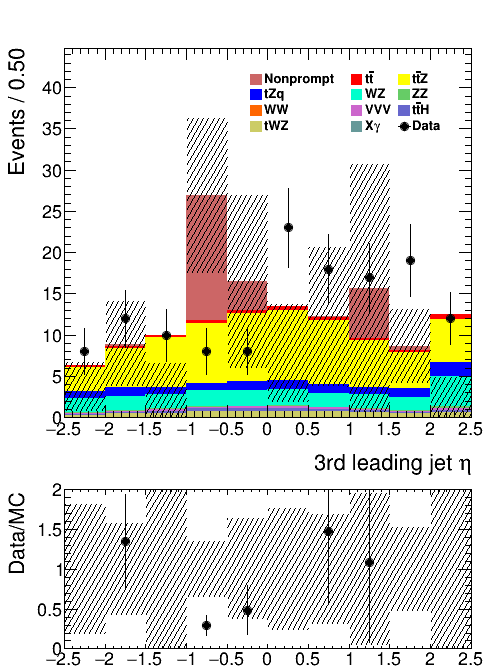 Events / 0.50
40
35
30
25
20
15
10
5
0
Nonprompt tt̄ tt̄Z
tZq WZ ZZ
WW VVV tt̄H
tWZ Xγ Data
−2.5 −2 −1.5 −1 −0.5 0 0.5 1 1.5 2 2.5
3rd leading jet η
Data/MC
2
1.5
1
0.5
0
−2.5 −2 −1.5 −1 −0.5 0 0.5 1 1.5 2 2.5